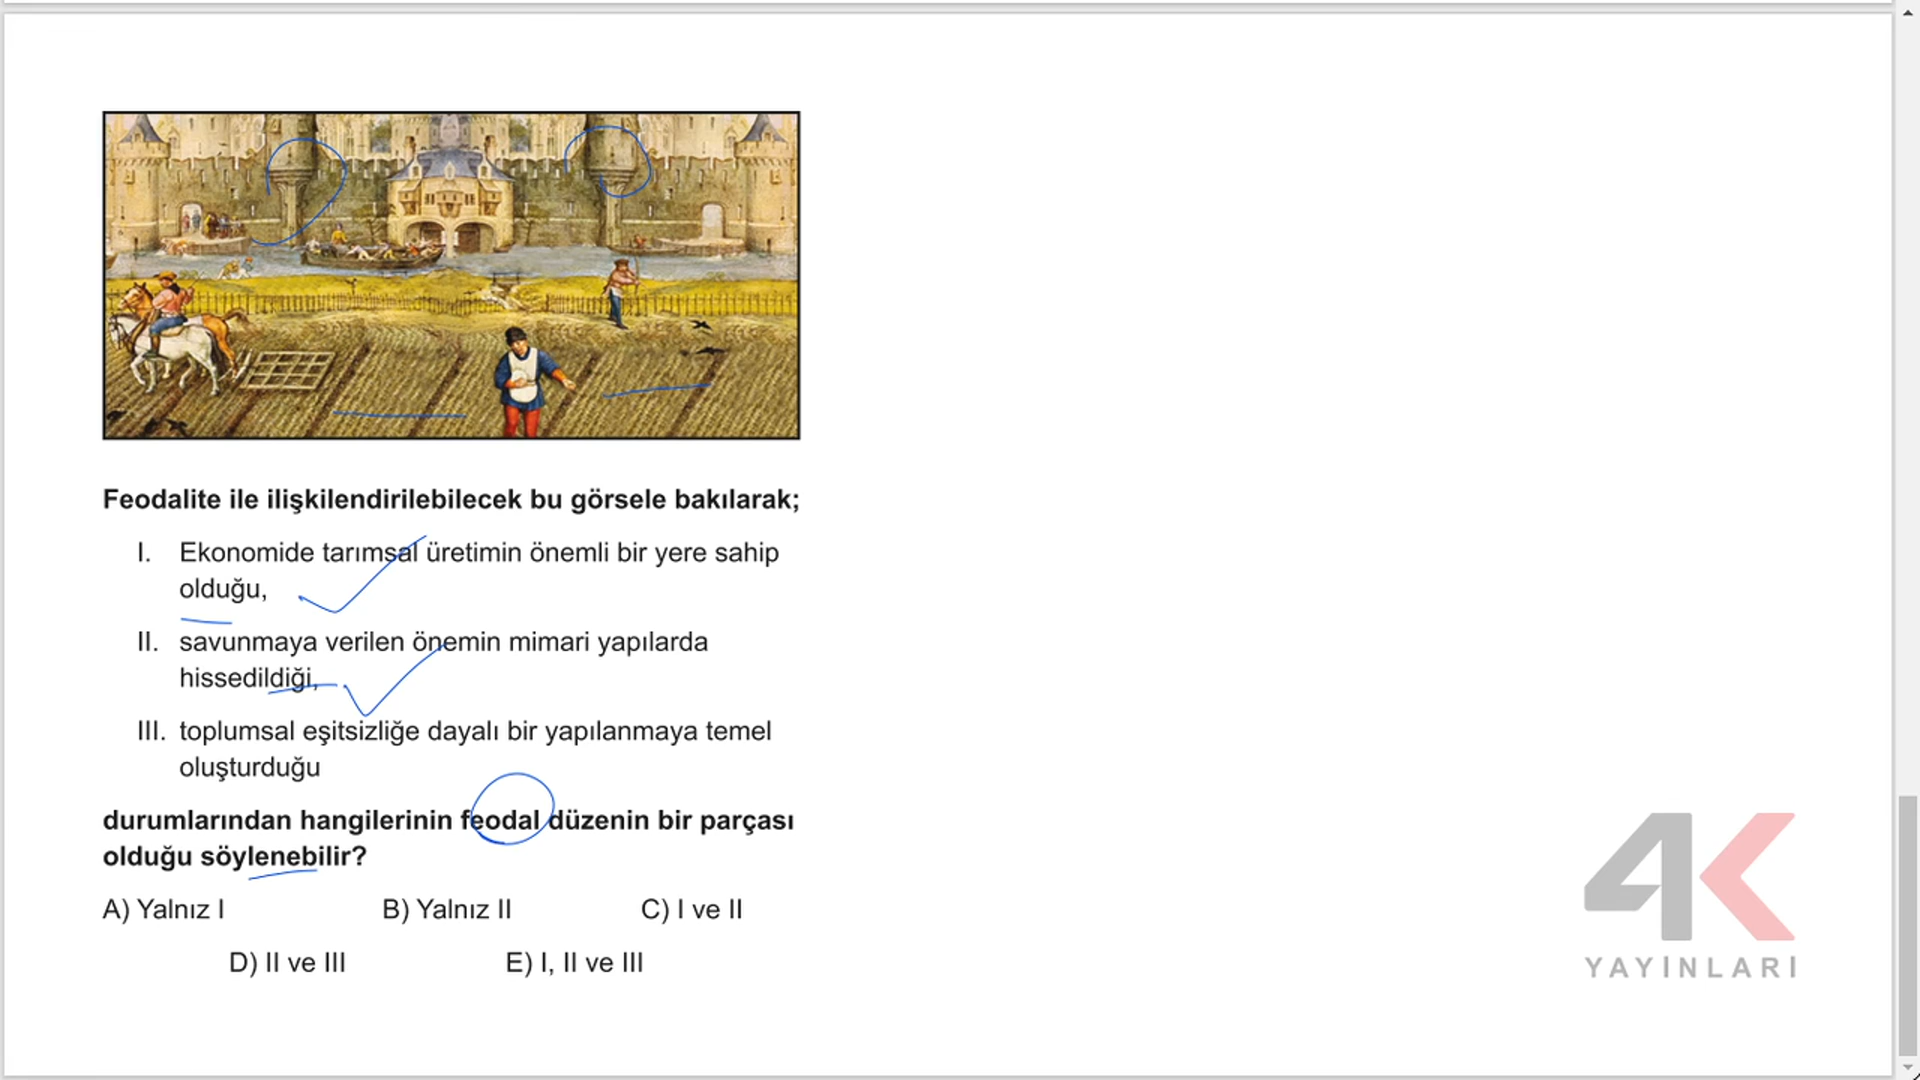 Feodalite ile ilişkilendirilebilecek bu görsele bakılarak;
I. Ekonomide tarımsal üretimin önemli bir yere sahip
olduğu,
II. savunmaya verilen önemin mimari yapılarda
hissedildiği,
III. toplumsal eşitsizliğe dayalı bir yapılanmaya temel
oluşturduğu
durumlarından hangilerinin feodal düzenin bir parçası
olduğu söylenebilir?
A) Yalnız I B) Yalnız II C) I ve II
D) II ve III E) I, II ve III
4K
YAYINLARI